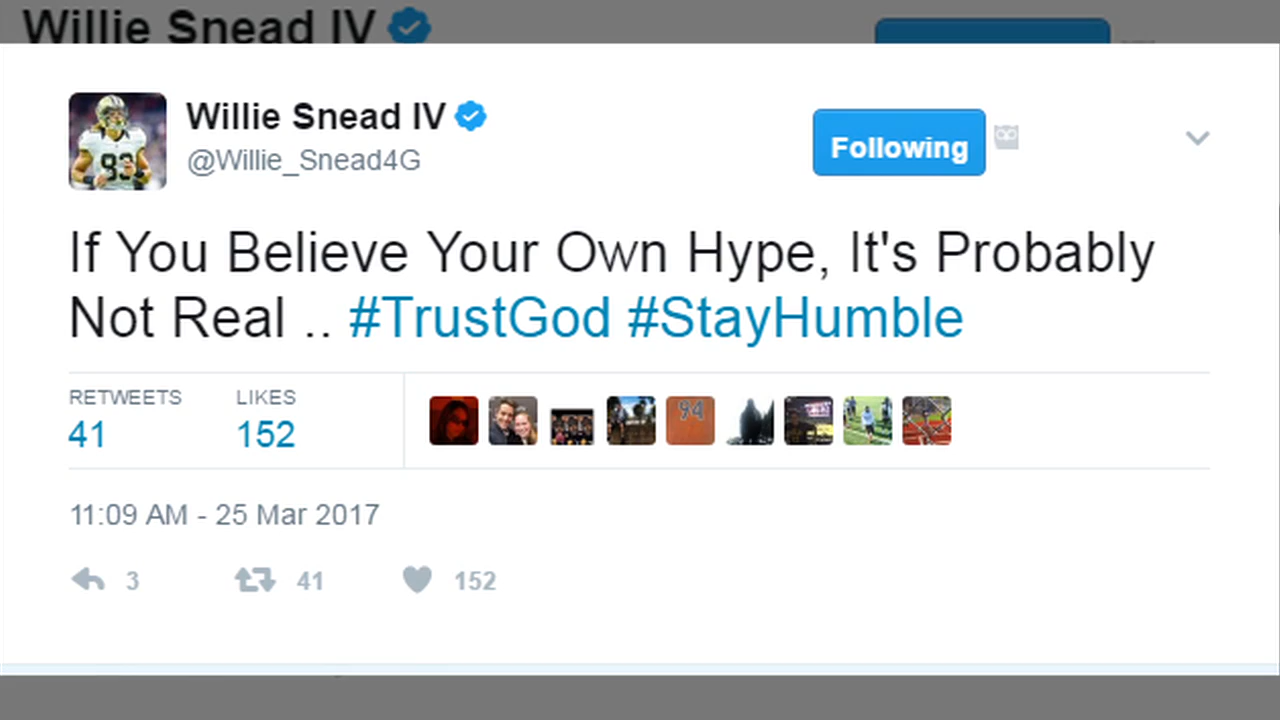 Willie Snead IV
Willie Snead IV
@Willie_Snead4G
Following
If You Believe Your Own Hype, It's Probably
Not Real .. #TrustGod #StayHumble
RETWEETS LIKES
41 152
94
11:09 AM - 25 Mar 2017
3 41 152